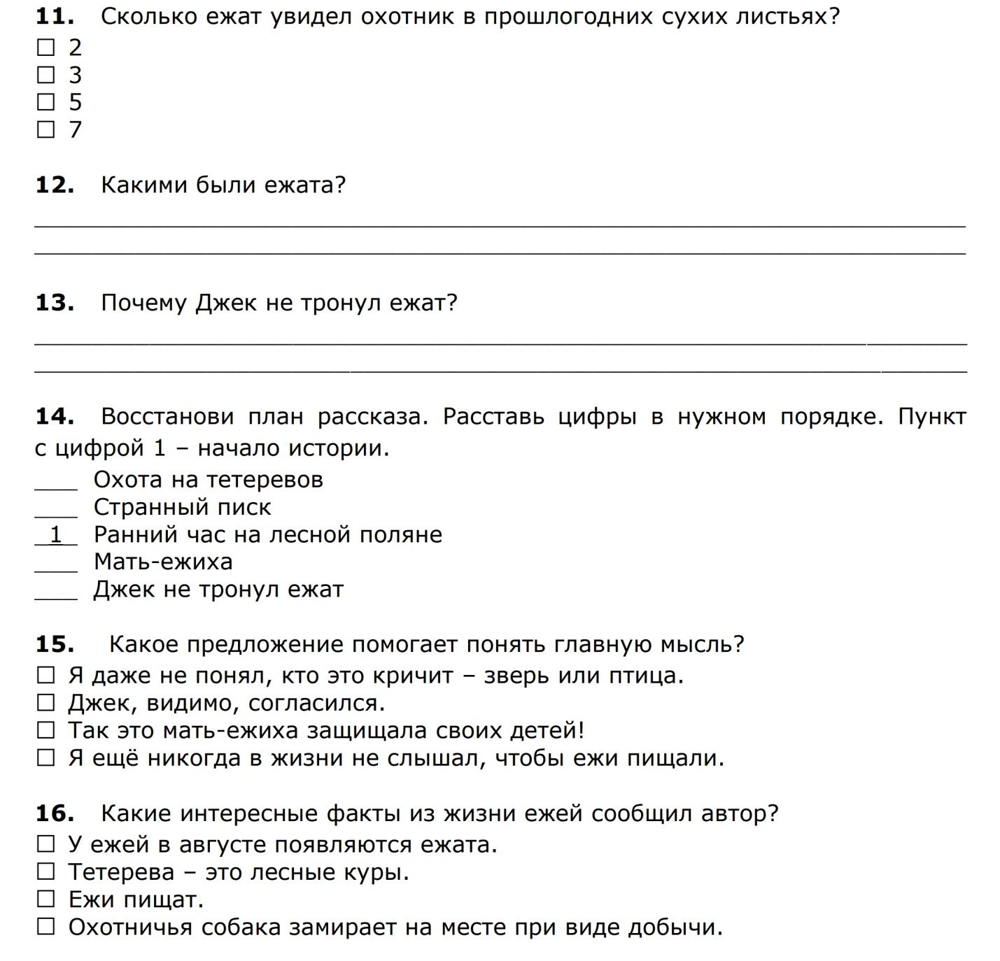 11. Сколько ежат увидел охотник в прошлогодних сухих листьях?
☐ 2
☐ 3
☐ 5
☐ 7
12. Какими были ежата?
13. Почему Джек не тронул ежат?
14. Восстанови план рассказа. Расставь цифры в нужном порядке. Пункт
с цифрой 1 – начало истории.
___ Охота на тетеревов
___ Странный писк
_1_ Ранний час на лесной поляне
___ Мать-ежиха
___ Джек не тронул ежат
15. Какое предложение помогает понять главную мысль?
☐ Я даже не понял, кто это кричит – зверь или птица.
☐ Джек, видимо, согласился.
☐ Так это мать-ежиха защищала своих детей!
☐ Я ещё никогда в жизни не слышал, чтобы ежи пищали.
16. Какие интересные факты из жизни ежей сообщил автор?
☐ У ежей в августе появляются ежата.
☐ Тетерева – это лесные куры.
☐ Ежи пищат.
☐ Охотничья собака замирает на месте при виде добычи.